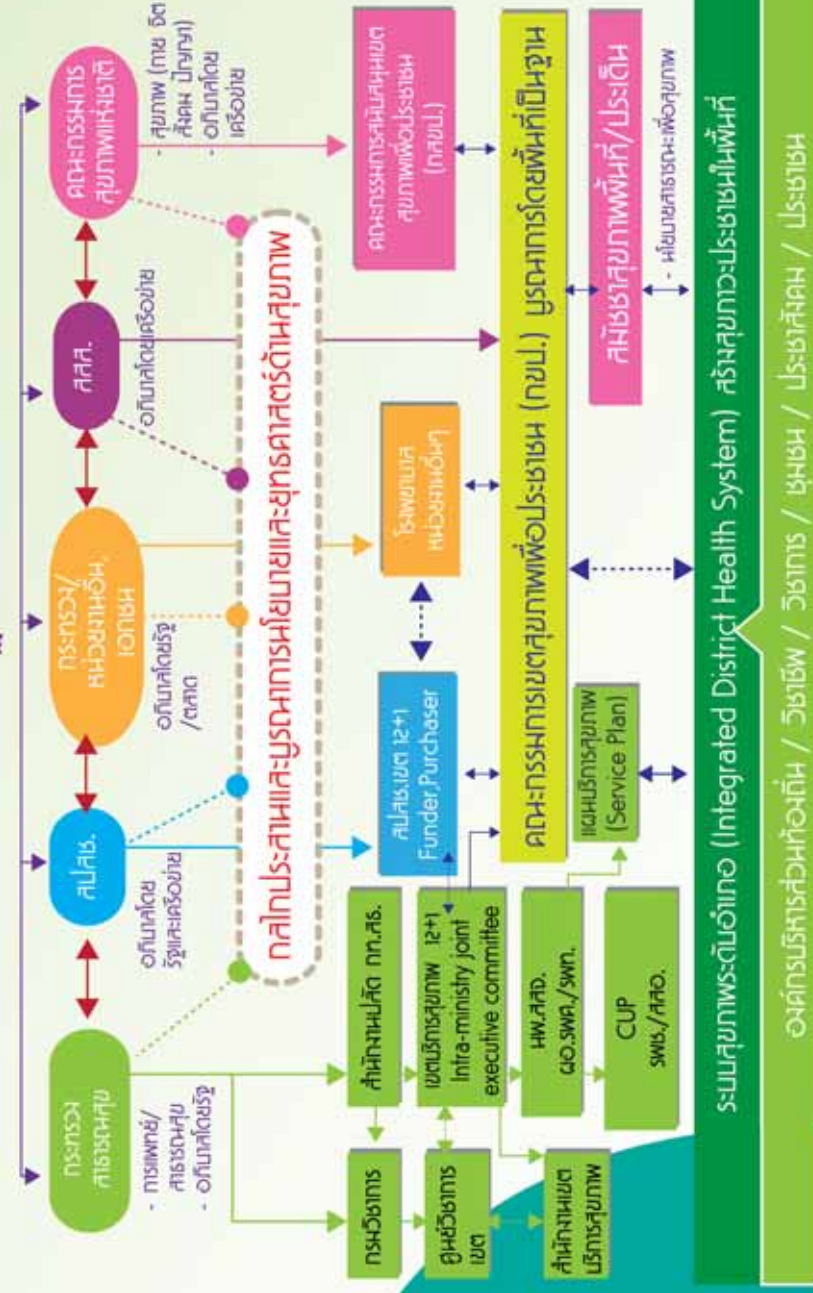 กระทรวง
สาธารณสุข
สปสช.
กระทรวง/
หน่วยงานอื่น,
เอกชน
สสส.
คณะกรรมการ
สุขภาพแห่งชาติ
- การแพทย์/
สาธารณสุข
- อภิบาลโดยรัฐ
อภิบาลโดย
รัฐและเครือข่าย
อภิบาลโดยรัฐ
/ตลาด
อภิบาลโดยเครือข่าย
- สุขภาพ (กาย จิต
สังคม ปัญญา)
- อภิบาลโดย
เครือข่าย
กลไกประสานและบูรณาการนโยบายและยุทธศาสตร์ด้านสุขภาพ
กรมวิชาการ
สำนักงานปลัด กท.สธ.
สปสช.เขต 12+1
Funder,Purchaser
โรงพยาบาล
หน่วยงานอื่นๆ
คณะกรรมการสนับสนุนเขต
สุขภาพเพื่อประชาชน
(กสขป.)
ศูนย์วิชาการ
เขต
เขตบริการสุขภาพ 12+1
Intra-ministry joint
executive committee
คณะกรรมการเขตสุขภาพเพื่อประชาชน (กขป.) บูรณาการโดยพื้นที่เป็นฐาน
สำนักงานเขต
บริการสุขภาพ
นพ.สสจ.
ผอ.รพศ./รพท.
แผนบริการสุขภาพ
(Service Plan)
สมัชชาสุขภาพพื้นที่/ประเด็น
CUP
รพช./สสอ.
- นโยบายสาธารณะเพื่อสุขภาพ
ระบบสุขภาพระดับอำเภอ (Integrated District Health System) สร้างสุขภาวะประชาชนในพื้นที่
องค์กรบริหารส่วนท้องถิ่น / วิชาชีพ / วิชาการ / ชุมชน / ประชาสังคม / ประชาชน